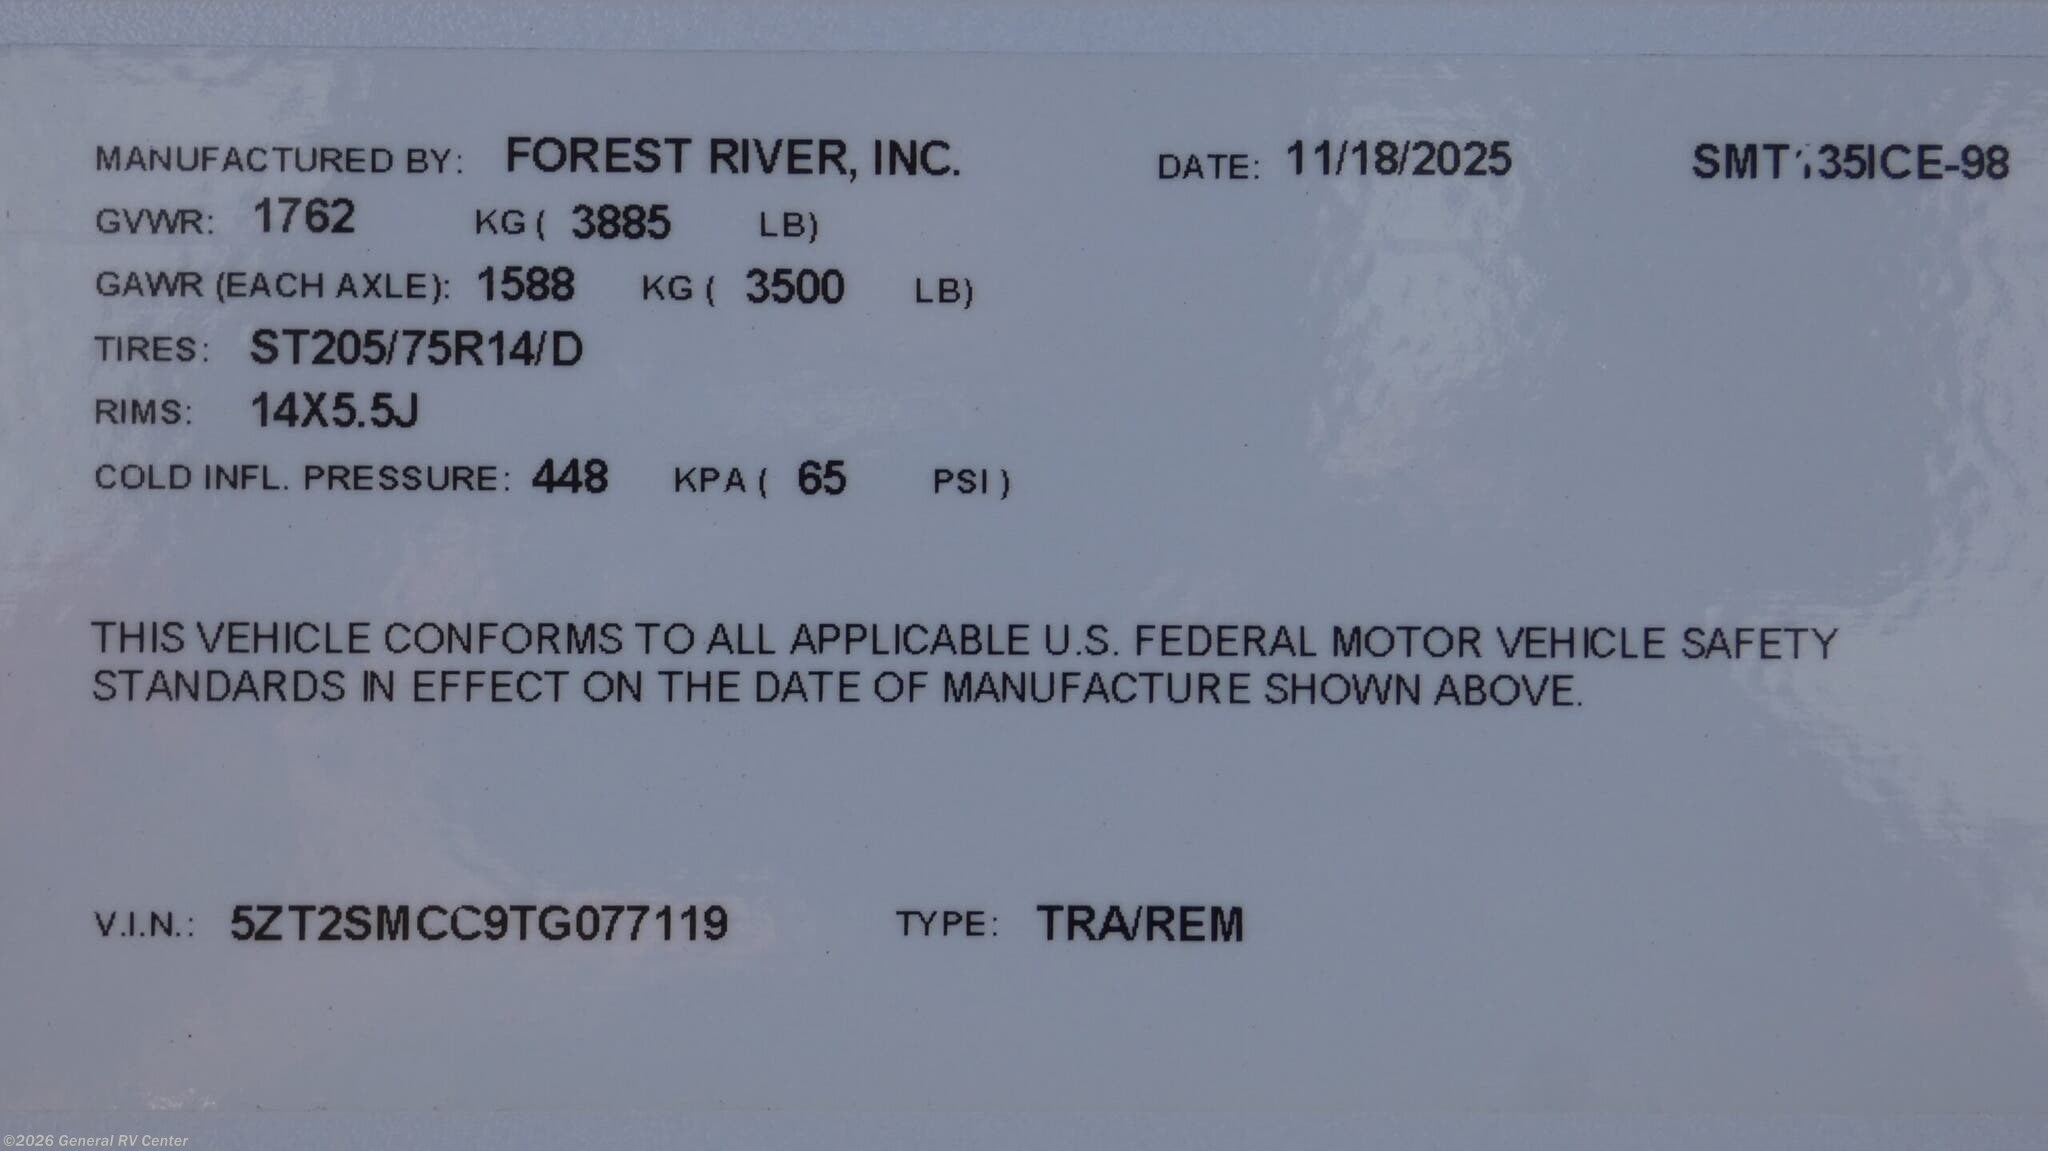 MANUFACTURED BY: FOREST RIVER, INC. DATE: 11/18/2025 SMT135ICE-98
GVWR: 1762 KG ( 3885 LB)
GAWR (EACH AXLE): 1588 KG ( 3500 LB)
TIRES: ST205/75R14/D
RIMS: 14X5.5J
COLD INFL. PRESSURE: 448 KPA ( 65 PSI )
THIS VEHICLE CONFORMS TO ALL APPLICABLE U.S. FEDERAL MOTOR VEHICLE SAFETY
STANDARDS IN EFFECT ON THE DATE OF MANUFACTURE SHOWN ABOVE.
V.I.N.: 5ZT2SMCC9TG077119 TYPE: TRA/REM
©2026 General RV Center